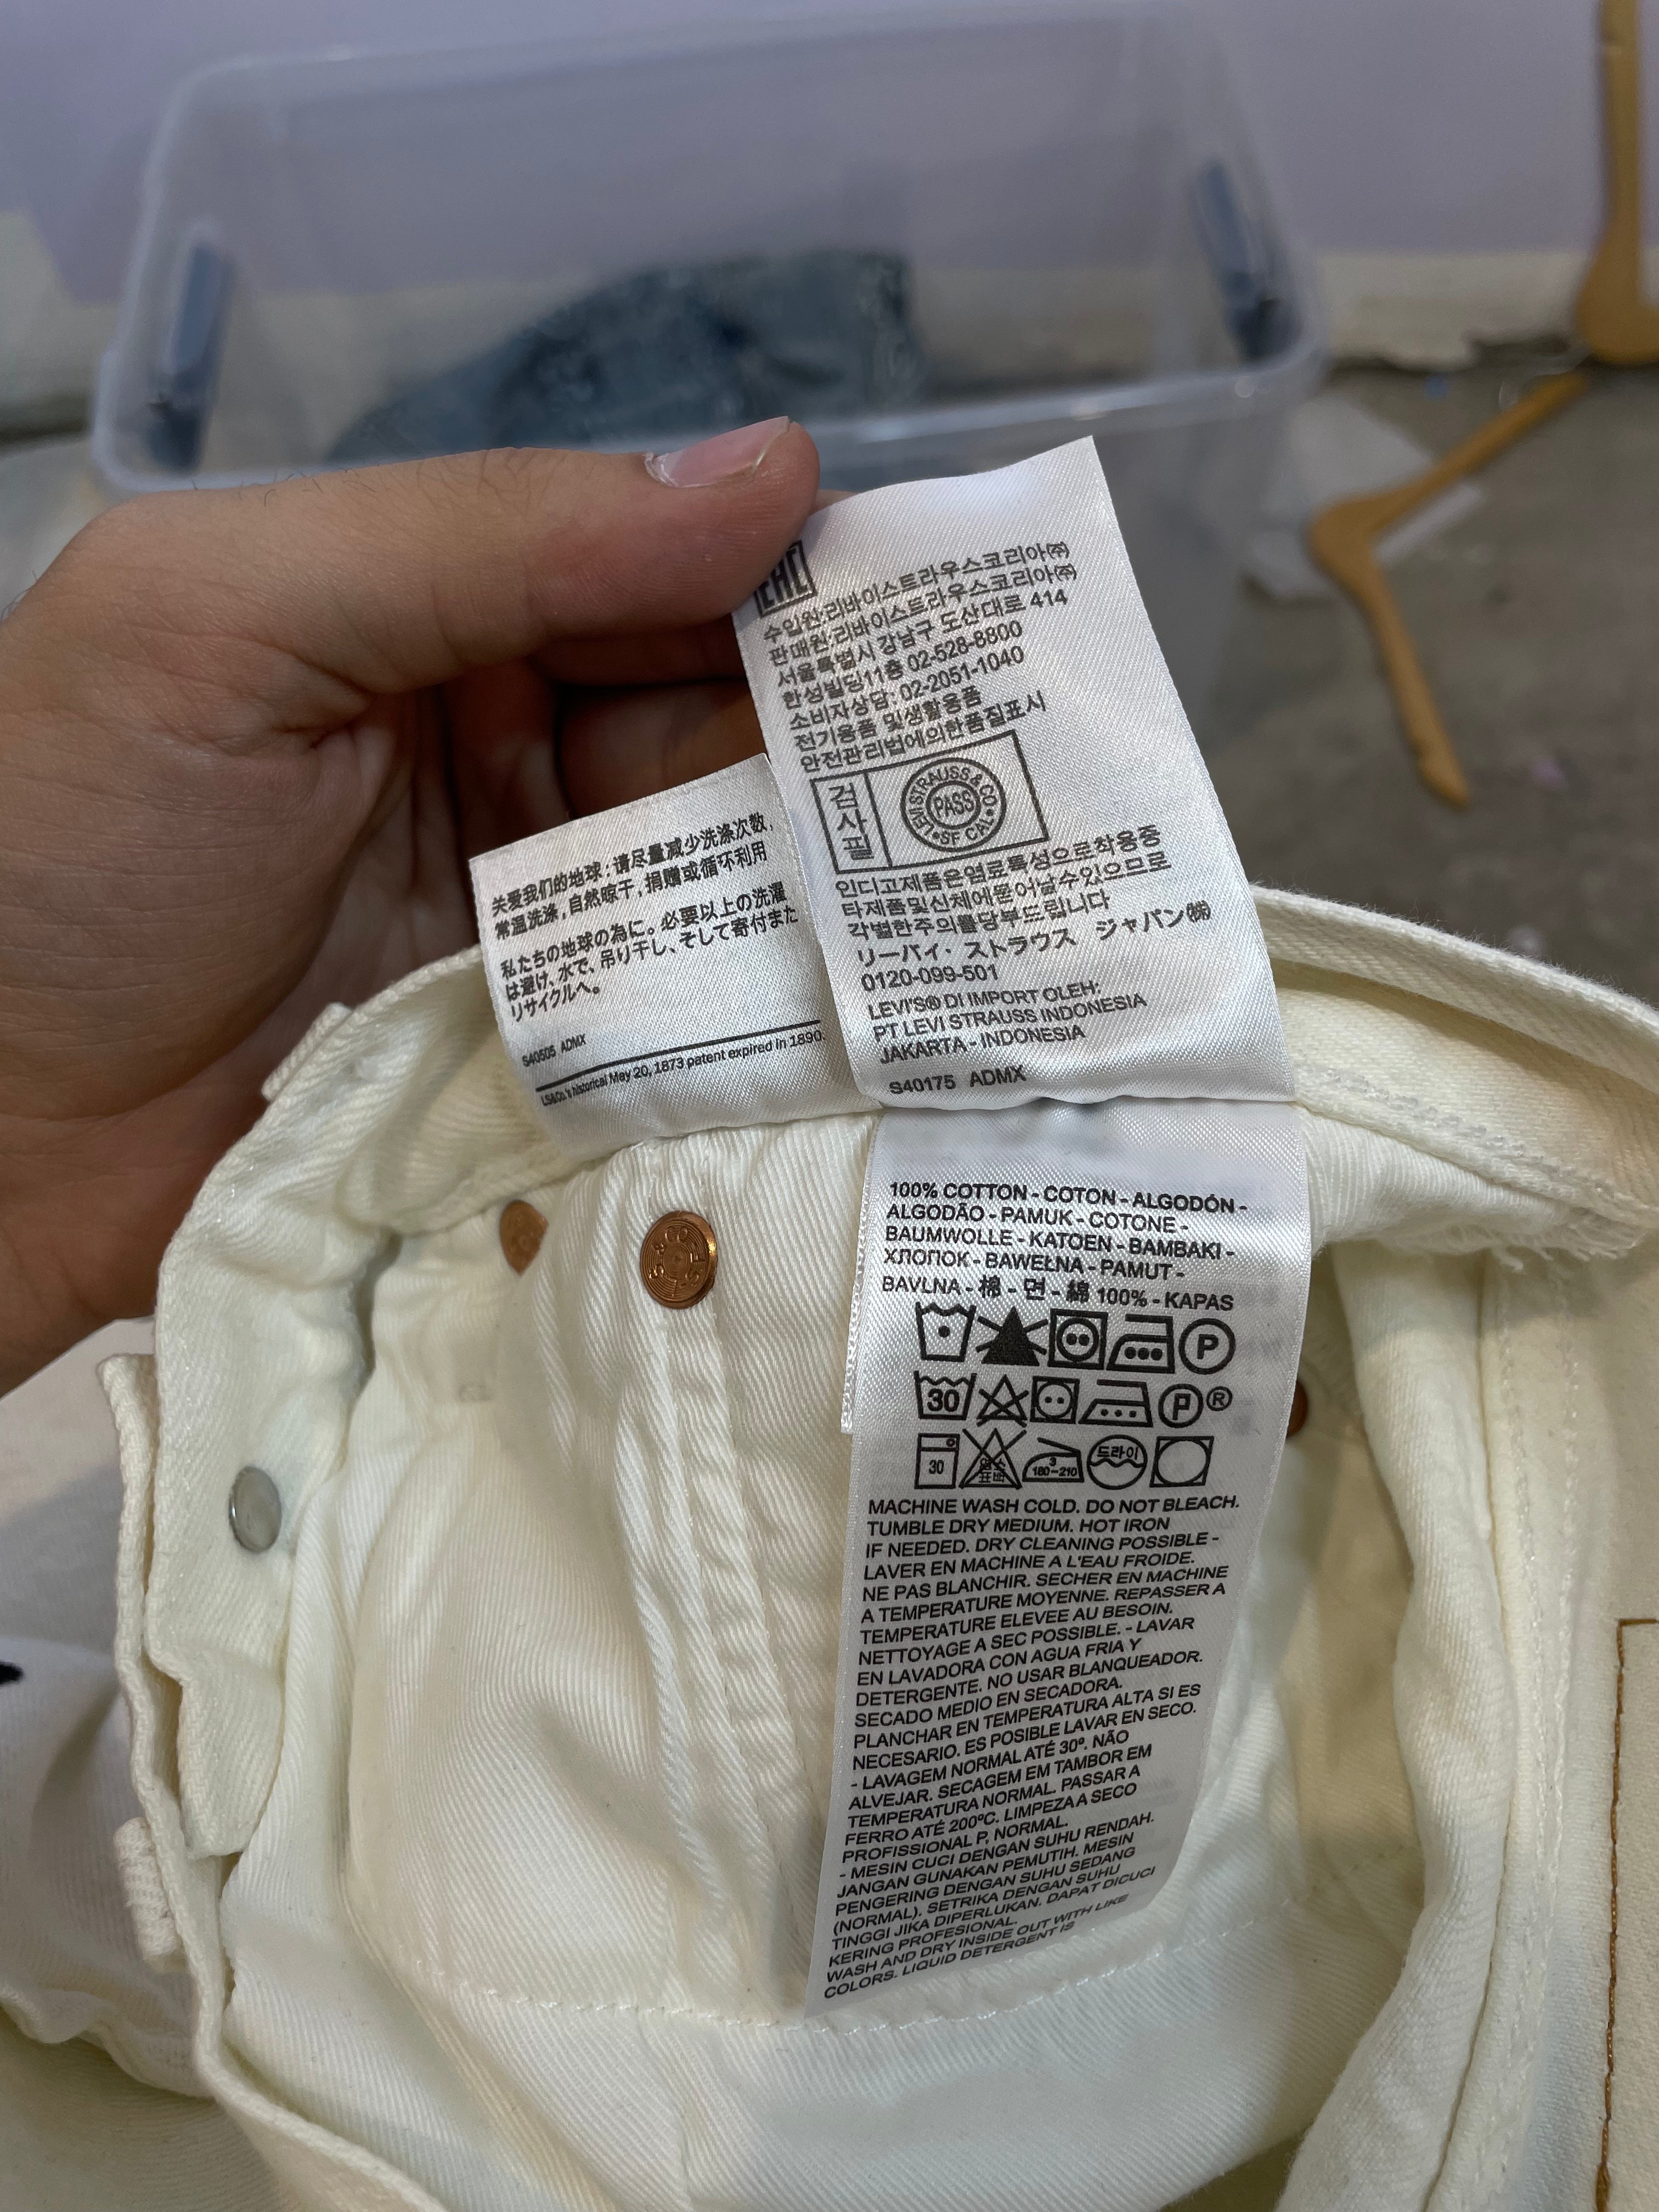 EAC
수입원:리바이스트라우스코리아㈜
판매원:리바이스트라우스코리아㈜
서울특별시 강남구 도산대로 414
한성빌딩11층 02-528-8800
소비자상담: 02-2051-1040
전기용품 및생활용품
안전관리법에의한품질표시
검사필
LEVI STRAUSS & CO
PASS
SF CAL
인디고제품은염료특성으로착용중
타제품및신체에묻어날수있으므로
각별한주의를당부드립니다
リーバイ・ストラウス ジャパン㈱
0120-099-501
LEVI'S® DI IMPORT OLEH:
PT LEVI STRAUSS INDONESIA
JAKARTA - INDONESIA
S40175 ADMX
关爱我们的地球:请尽量减少洗涤次数,
常温洗涤,自然晾干,捐赠或循环利用
私たちの地球の為に。必要以上の洗濯
は避け、水で、吊り干し、そして寄付また
リサイクルへ。
S40505 ADMX
LS&Co.'s historical May 20, 1873 patent expired in 1890.
100% COTTON - COTON - ALGODÓN -
ALGODÃO - PAMUK - COTONE -
BAUMWOLLE - KATOEN - BAMBAKI -
ХЛОПОК - BAWEŁNA - PAMUT -
BAVLNA - 棉 - 면 - 綿 100% - KAPAS
P
30 P ®
30 염소표백 3 180~210 드라이
MACHINE WASH COLD. DO NOT BLEACH.
TUMBLE DRY MEDIUM. HOT IRON
IF NEEDED. DRY CLEANING POSSIBLE -
LAVER EN MACHINE A L'EAU FROIDE.
NE PAS BLANCHIR. SECHER EN MACHINE
A TEMPERATURE MOYENNE. REPASSER A
TEMPERATURE ELEVEE AU BESOIN.
NETTOYAGE A SEC POSSIBLE. - LAVAR
EN LAVADORA CON AGUA FRIA Y
DETERGENTE. NO USAR BLANQUEADOR.
SECADO MEDIO EN SECADORA.
PLANCHAR EN TEMPERATURA ALTA SI ES
NECESARIO. ES POSIBLE LAVAR EN SECO.
- LAVAGEM NORMAL ATÉ 30º. NÃO
ALVEJAR. SECAGEM EM TAMBOR EM
TEMPERATURA NORMAL. PASSAR A
FERRO ATÉ 200ºC. LIMPEZA A SECO
PROFISSIONAL P, NORMAL.
- MESIN CUCI DENGAN SUHU RENDAH.
JANGAN GUNAKAN PEMUTIH. MESIN
PENGERING DENGAN SUHU SEDANG
(NORMAL). SETRIKA DENGAN SUHU
TINGGI JIKA DIPERLUKAN. DAPAT DICUCI
KERING PROFESIONAL.
WASH AND DRY INSIDE OUT WITH LIKE
COLORS. LIQUID DETERGENT IS